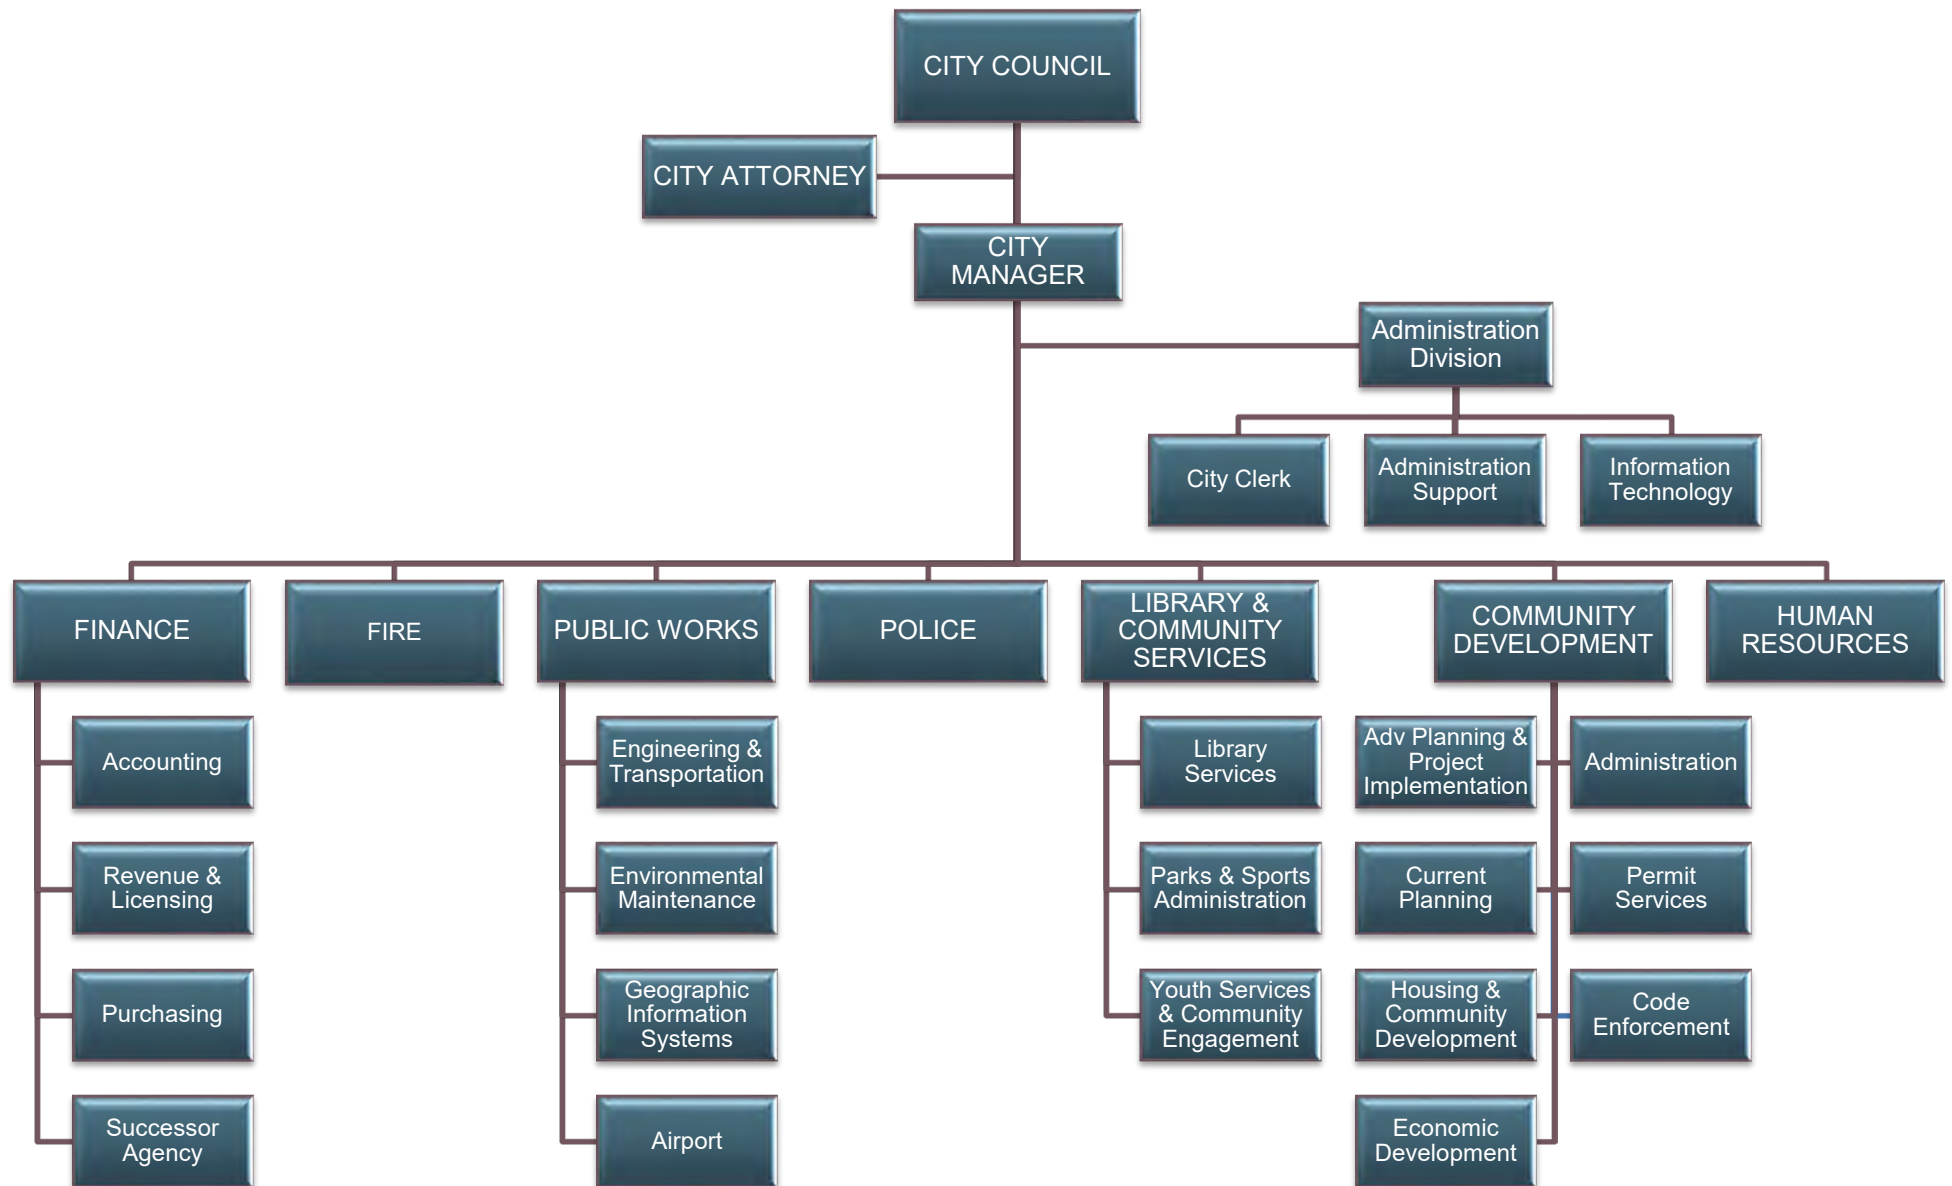 CITY COUNCIL
CITY ATTORNEY
CITY
MANAGER
Administration
Division
City Clerk
Administration
Support
Information
Technology
FINANCE
FIRE
PUBLIC WORKS
POLICE
LIBRARY &
COMMUNITY
SERVICES
COMMUNITY
DEVELOPMENT
HUMAN
RESOURCES
Accounting
Revenue &
Licensing
Purchasing
Successor
Agency
Engineering &
Transportation
Environmental
Maintenance
Geographic
Information
Systems
Airport
Library
Services
Parks & Sports
Administration
Youth Services
& Community
Engagement
Adv Planning &
Project
Implementation
Current
Planning
Housing &
Community
Development
Economic
Development
Administration
Permit
Services
Code
Enforcement